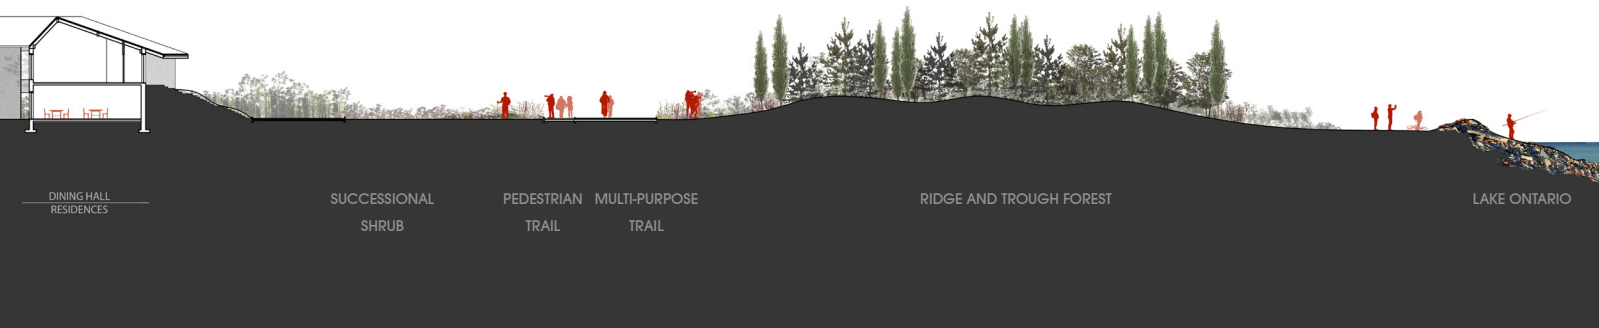 DINING HALL
RESIDENCES
SUCCESSIONAL
SHRUB
PEDESTRIAN
TRAIL
MULTI-PURPOSE
TRAIL
RIDGE AND TROUGH FOREST
LAKE ONTARIO